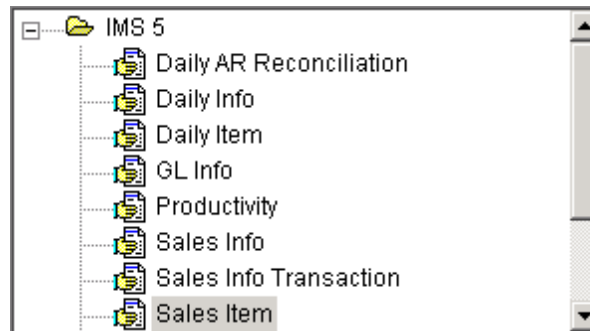 IMS 5
Daily AR Reconciliation
Daily Info
Daily Item
GL Info
Productivity
Sales Info
Sales Info Transaction
Sales Item